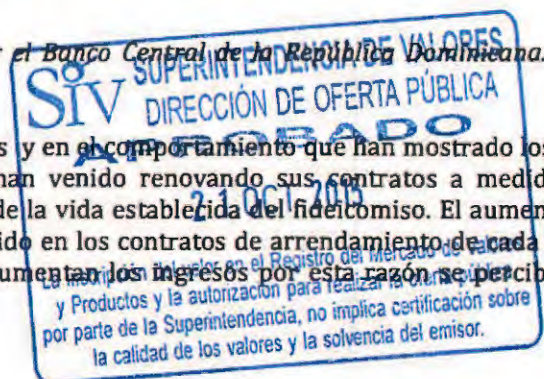 r el Banco Central de la República Dominicana.
SIV SUPERINTENDENCIA DE VALORES
DIRECCIÓN DE OFERTA PÚBLICA
APROBADO
s y en el comportamiento que han mostrado los
han venido renovando sus contratos a medid
21 OCT 2015
de la vida establecida del fideicomiso. El aumen
ido en los contratos de arrendamiento de cada
umentan los ingresos por esta razón se percib
La inscripción del valor en el Registro del Mercado de Valores
y Productos y la autorización para realizar la oferta pública
por parte de la Superintendencia, no implica certificación sobre
la calidad de los valores y la solvencia del emisor.